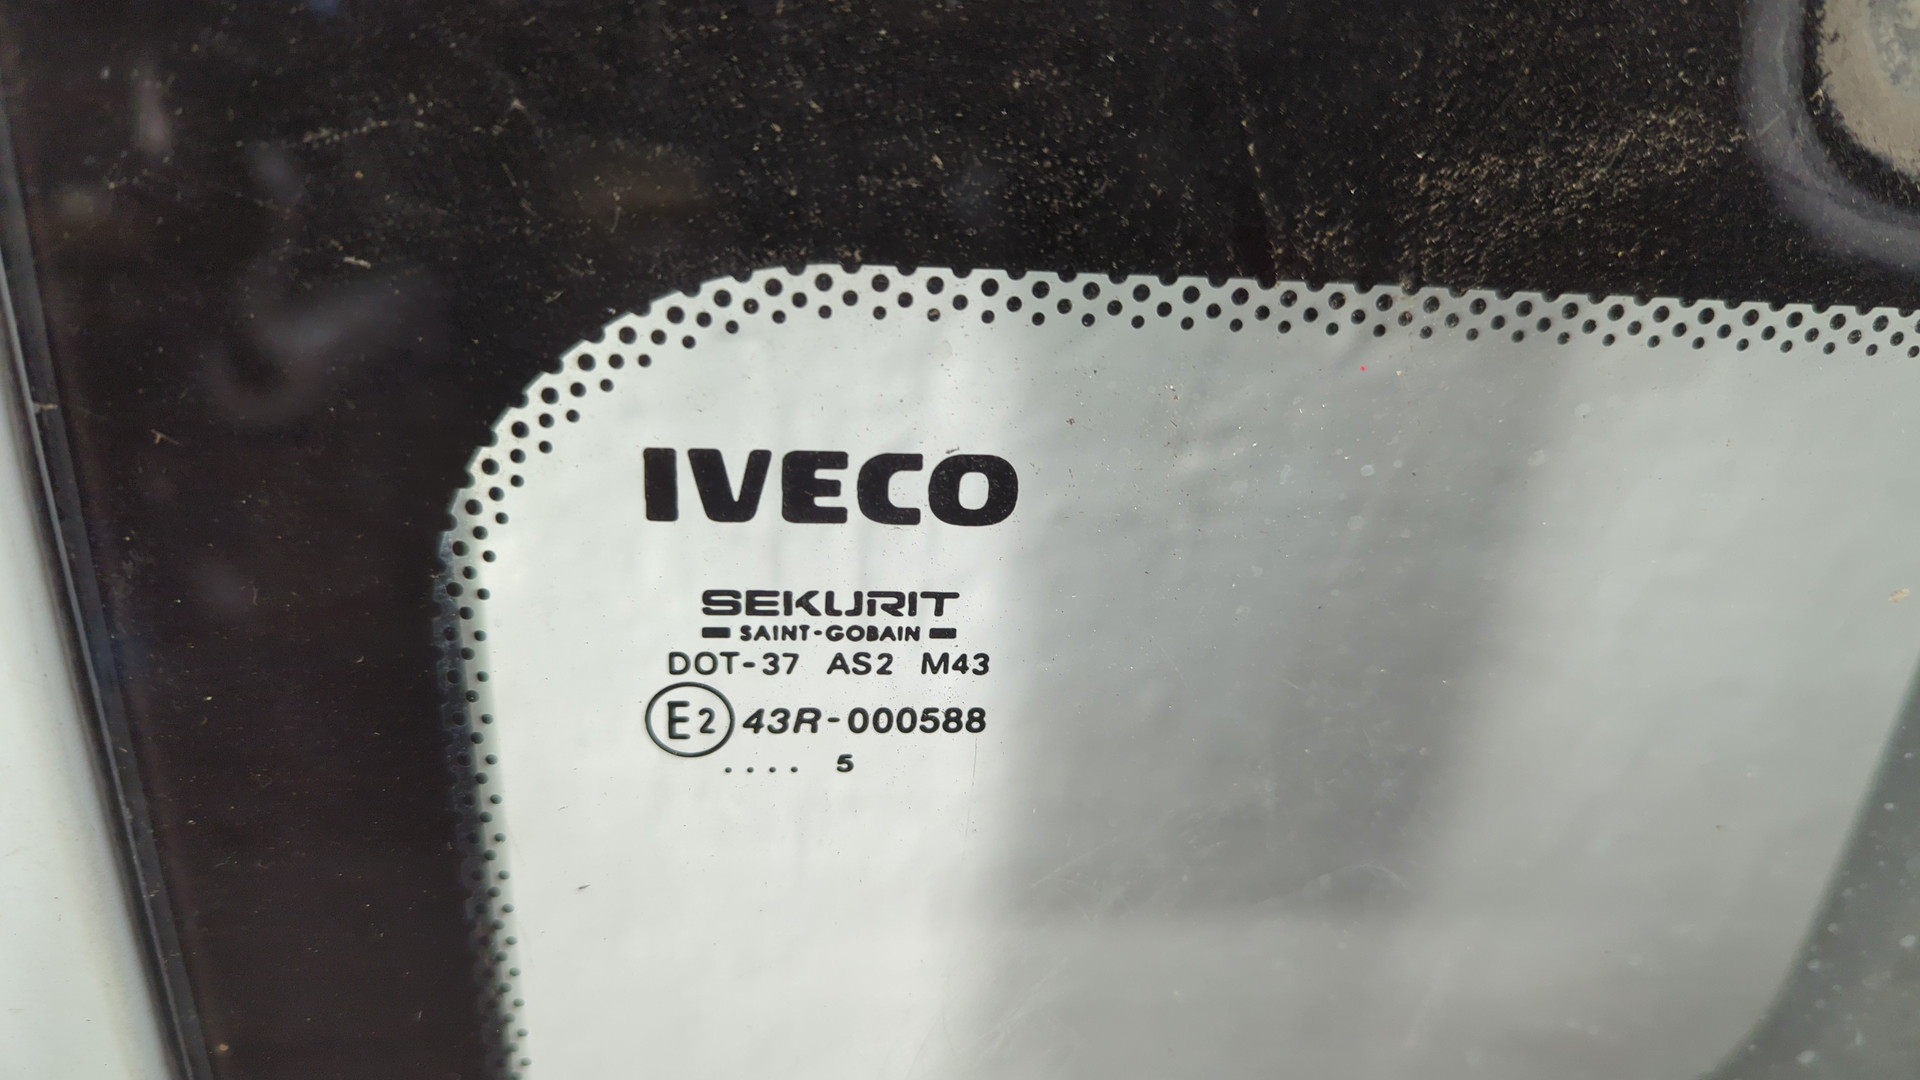 IVECO
SEKURIT
SAINT-GOBAIN
DOT-37 AS2 M43
E2 43R-000588
.... 5